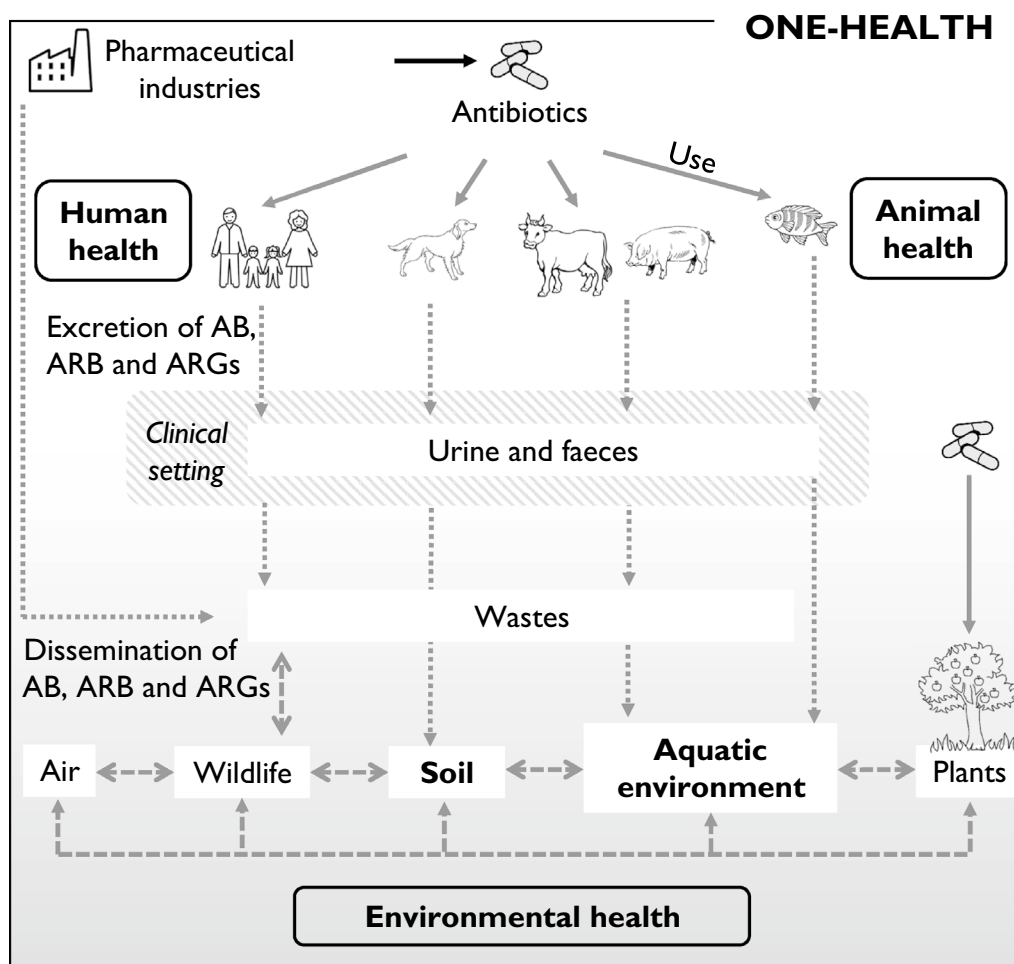 ONE-HEALTH
Pharmaceutical
industries
Antibiotics
Use
Human
health
Animal
health
Excretion of AB,
ARB and ARGs
Clinical
setting
Urine and faeces
Wastes
Dissemination of
AB, ARB and ARGs
Air
Wildlife
Soil
Aquatic
environment
Plants
Environmental health